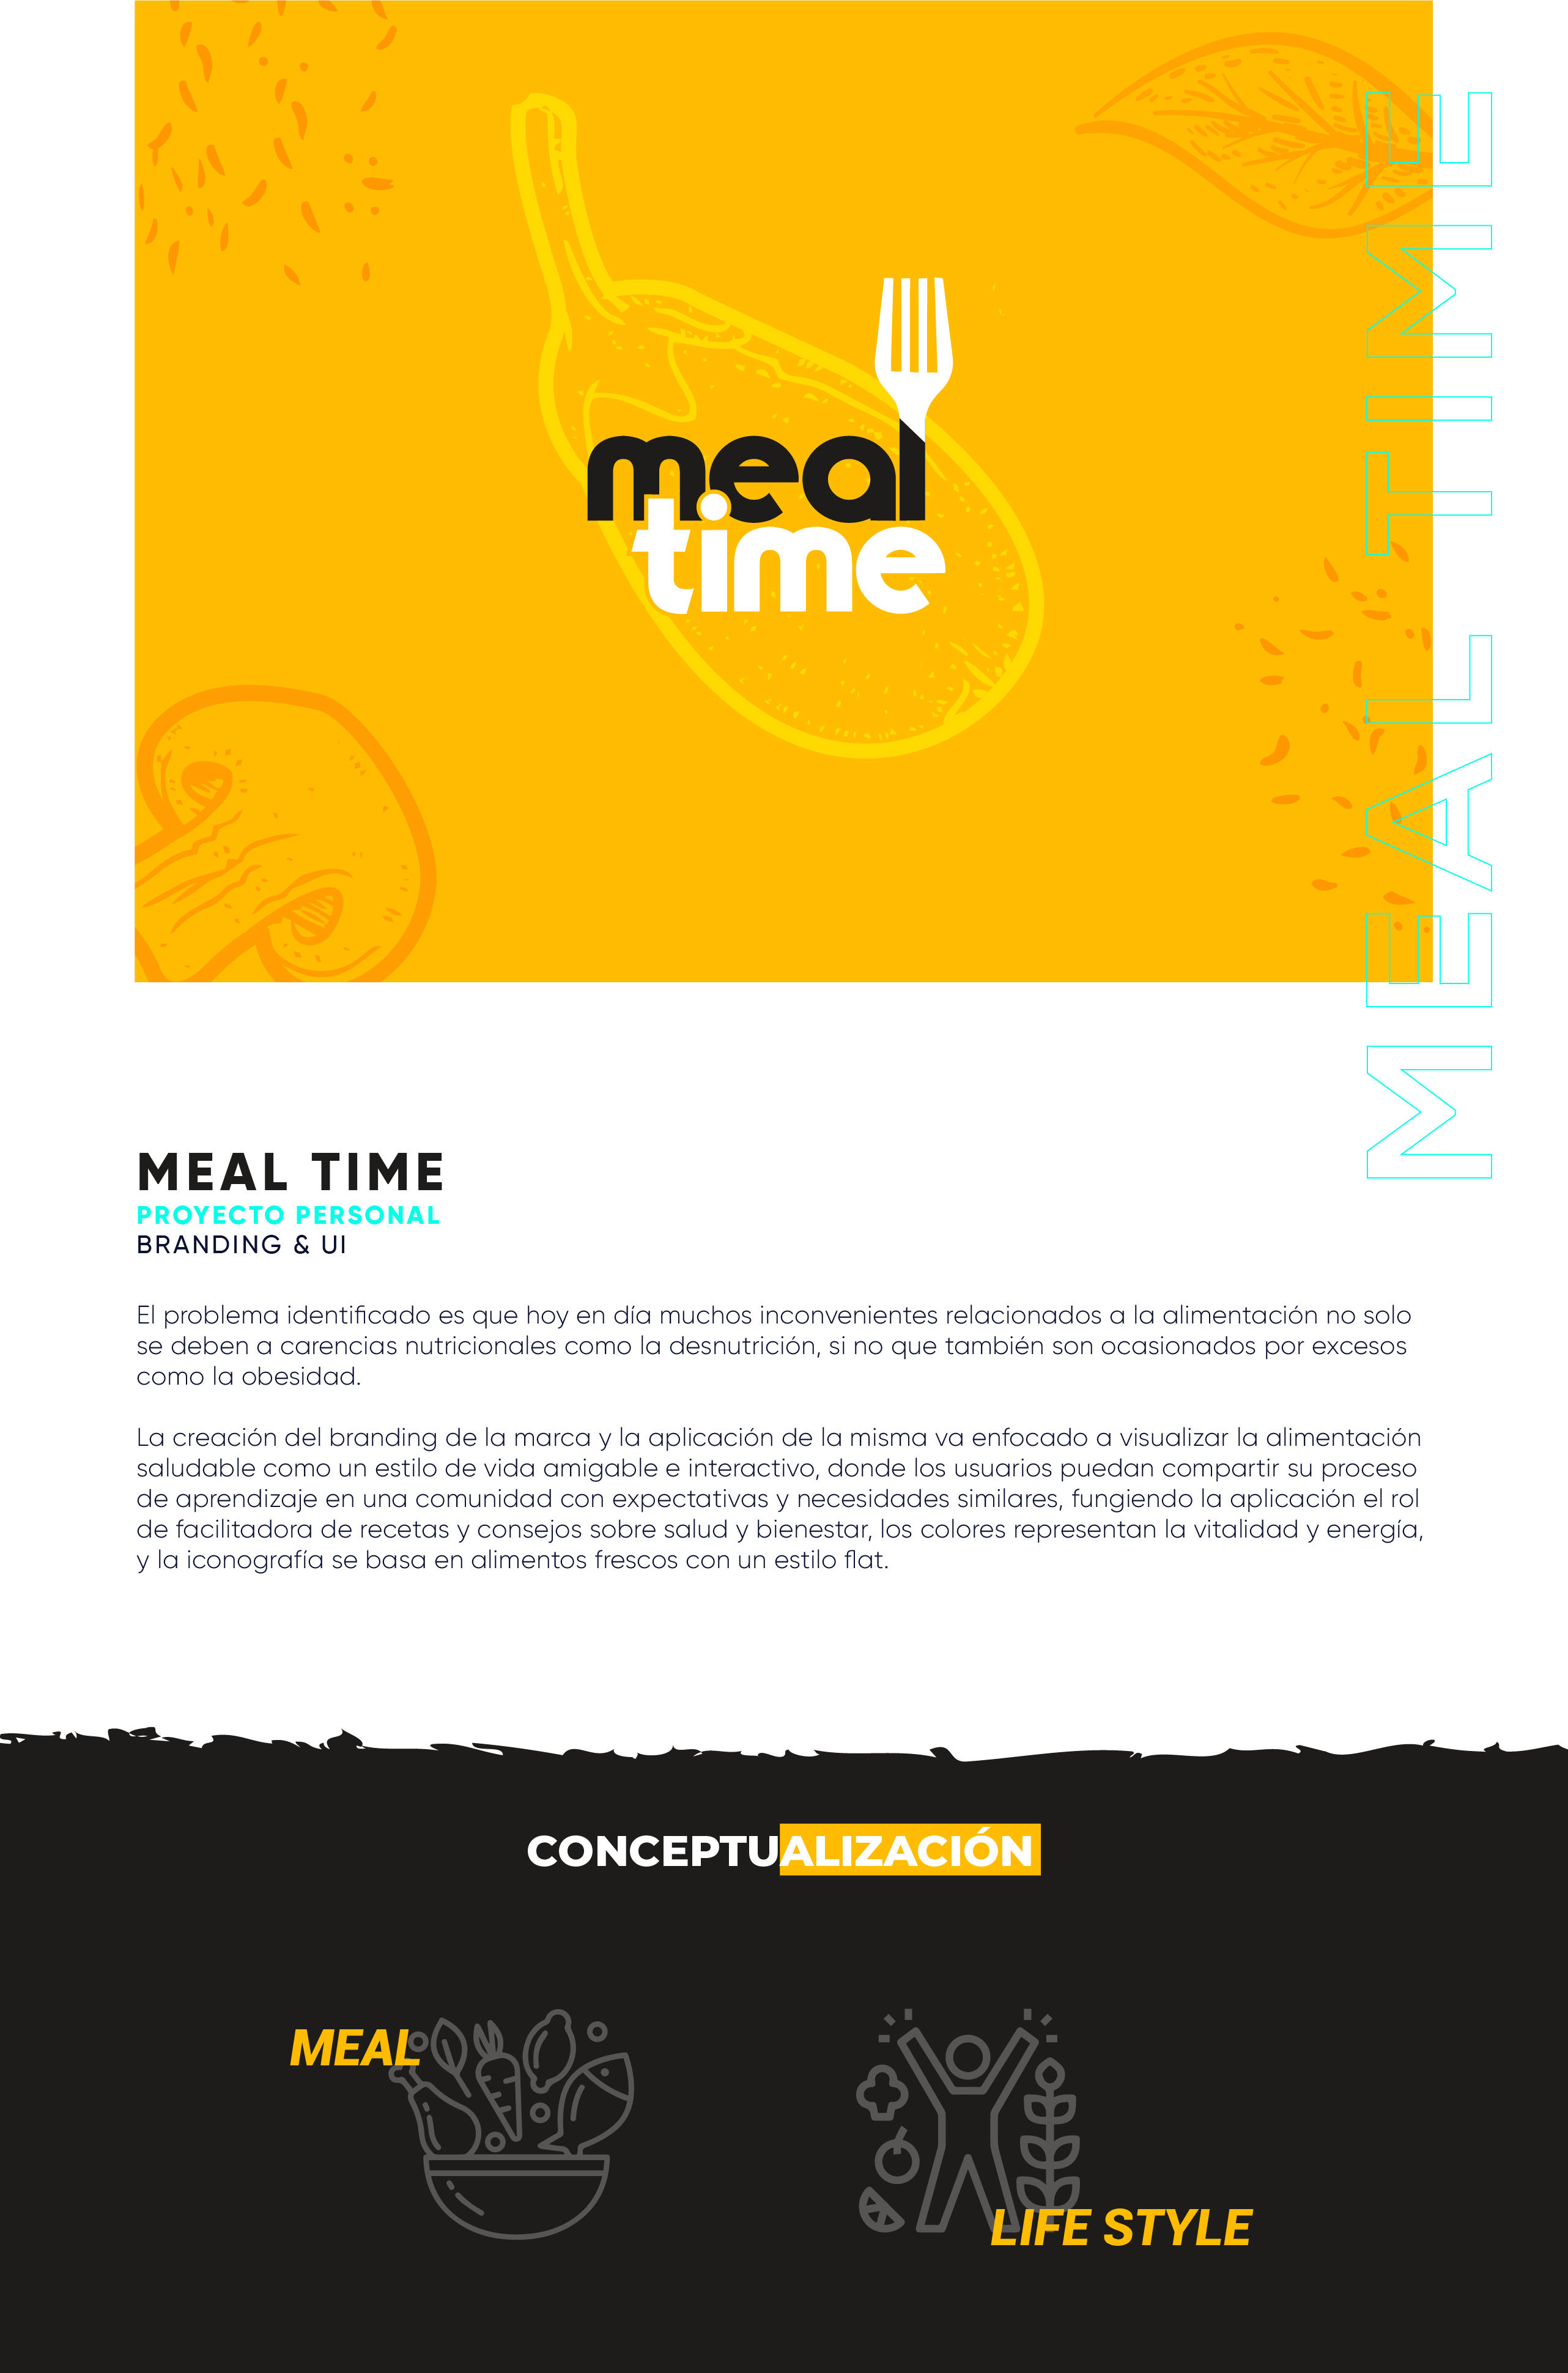 meal
time
MEAL TIME
MEAL TIME
PROYECTO PERSONAL
BRANDING & UI
El problema identificado es que hoy en día muchos inconvenientes relacionados a la alimentación no solo
se deben a carencias nutricionales como la desnutrición, si no que también son ocasionados por excesos
como la obesidad.
La creación del branding de la marca y la aplicación de la misma va enfocado a visualizar la alimentación
saludable como un estilo de vida amigable e interactivo, donde los usuarios puedan compartir su proceso
de aprendizaje en una comunidad con expectativas y necesidades similares, fungiendo la aplicación el rol
de facilitadora de recetas y consejos sobre salud y bienestar, los colores representan la vitalidad y energía,
y la iconografía se basa en alimentos frescos con un estilo flat.
CONCEPTUALIZACIÓN
MEAL
LIFE STYLE